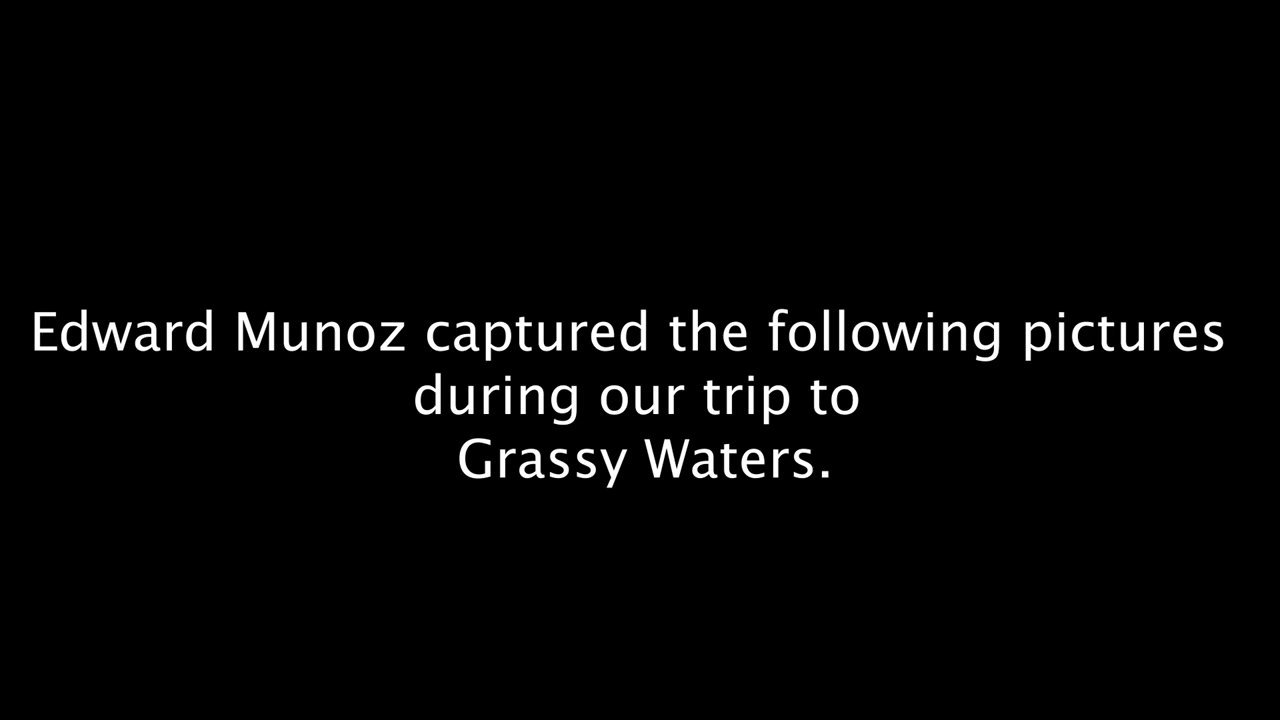 Edward Munoz captured the following pictures
during our trip to
Grassy Waters.